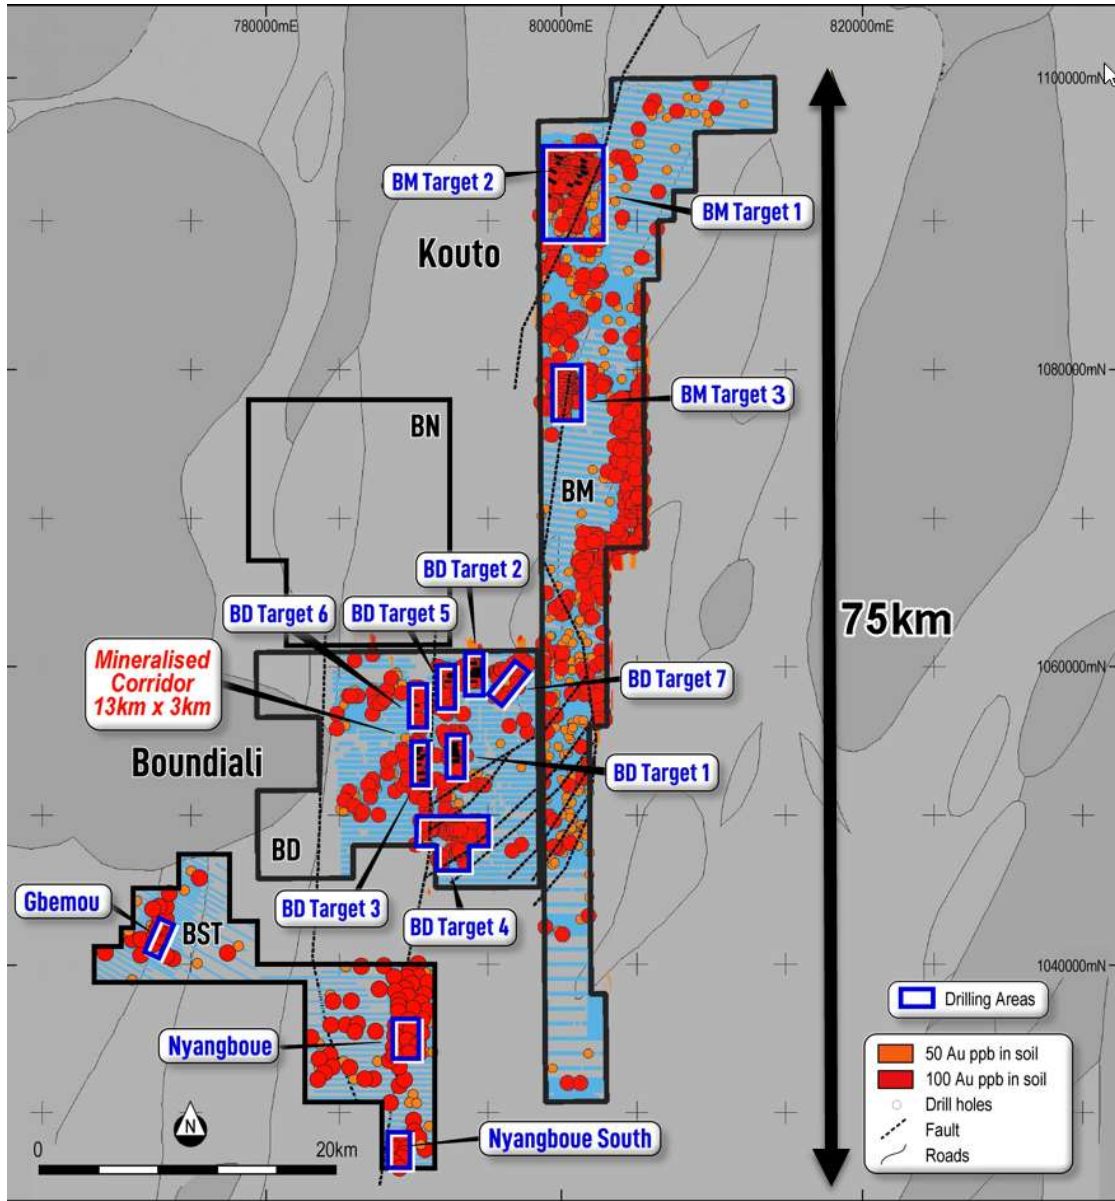 780000mE
800000mE
820000mE
1100000mN
BM Target 2
BM Target 1
Kouto
1080000mN
BM Target 3
BN
BM
BD Target 2
BD Target 5
BD Target 6
75km
Mineralised
Corridor
13km x 3km
1060000mN
BD Target 7
Boundiali
BD Target 1
BD
BD Target 3
BD Target 4
Gbemou
BST
1040000mN
Drilling Areas
Nyangboue
50 Au ppb in soil
100 Au ppb in soil
Drill holes
Fault
Roads
N
Nyangboue South
0
20km